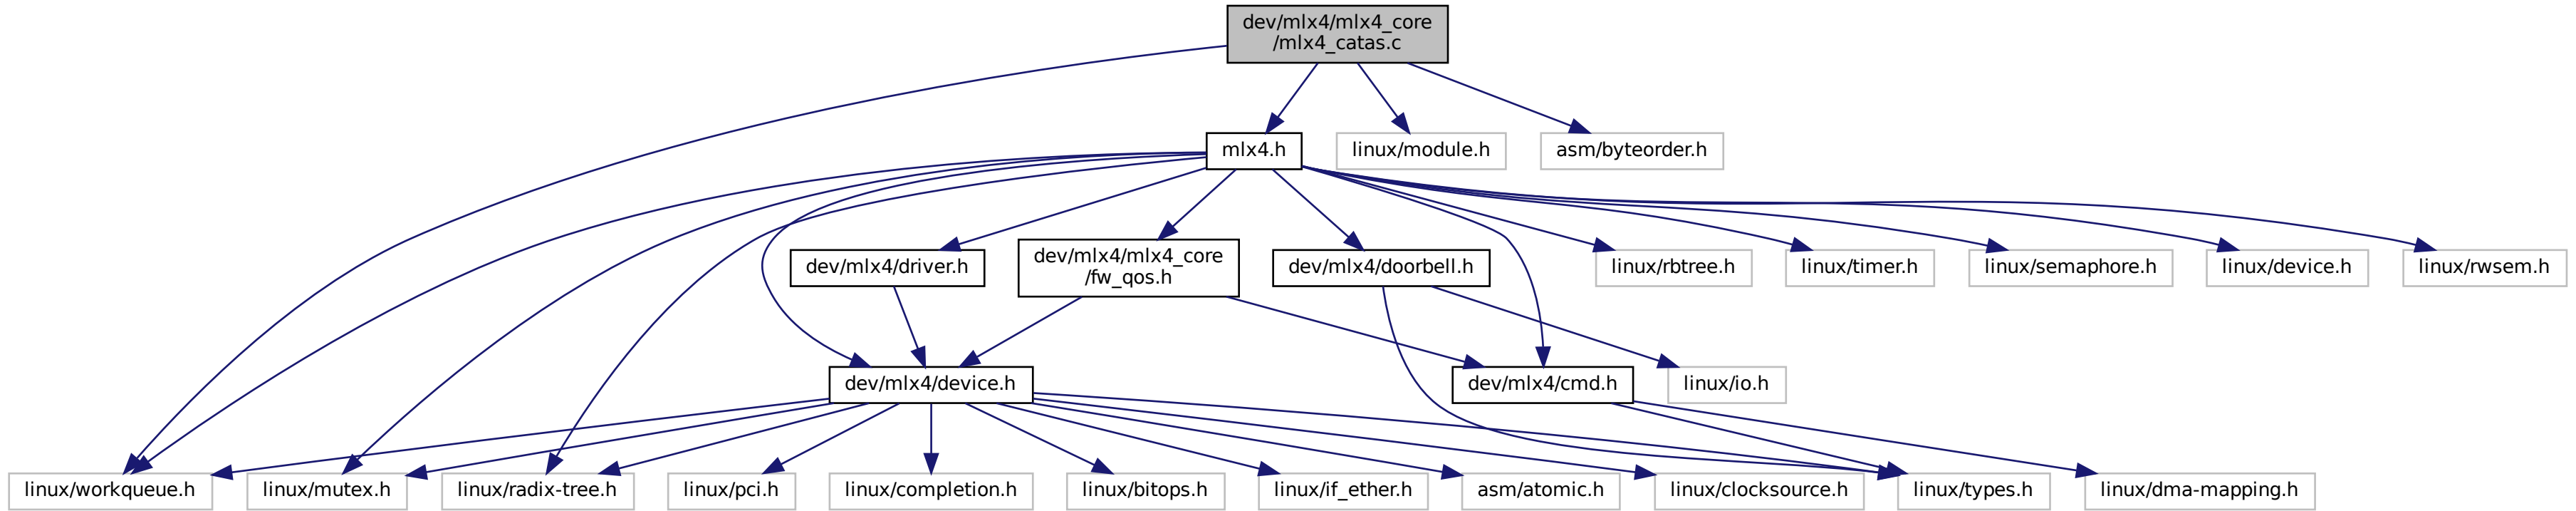 dev/mlx4/mlx4_core
/mlx4_catas.c
mlx4.h
linux/module.h
asm/byteorder.h
dev/mlx4/driver.h
dev/mlx4/mlx4_core
/fw_qos.h
dev/mlx4/doorbell.h
linux/rbtree.h
linux/timer.h
linux/semaphore.h
linux/device.h
linux/rwsem.h
dev/mlx4/device.h
dev/mlx4/cmd.h
linux/io.h
linux/workqueue.h
linux/mutex.h
linux/radix-tree.h
linux/pci.h
linux/completion.h
linux/bitops.h
linux/if_ether.h
asm/atomic.h
linux/clocksource.h
linux/types.h
linux/dma-mapping.h